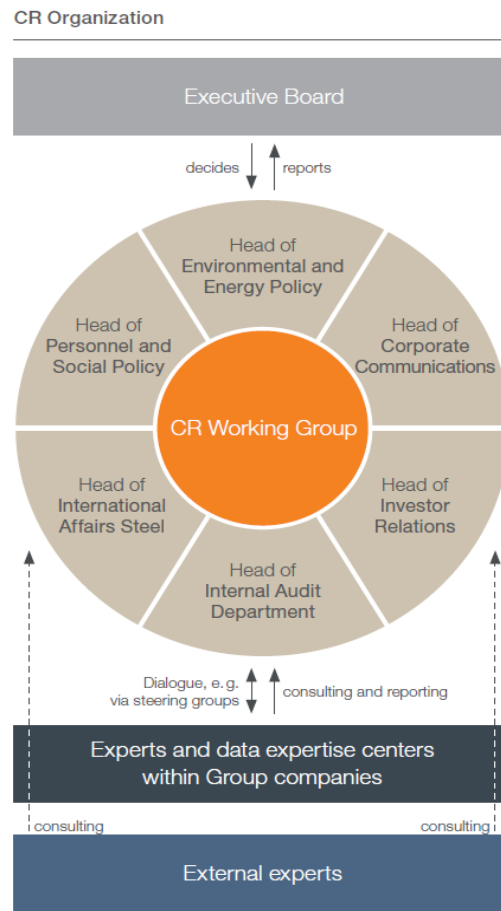 CR Organization
Executive Board
decides
reports
Head of
Environmental and
Energy Policy
Head of
Personnel and
Social Policy
Head of
Corporate
Communications
CR Working Group
Head of
International
Affairs Steel
Head of
Investor
Relations
Head of
Internal Audit
Department
Dialogue, e. g.
via steering groups
consulting and reporting
Experts and data expertise centers
within Group companies
consulting
consulting
External experts